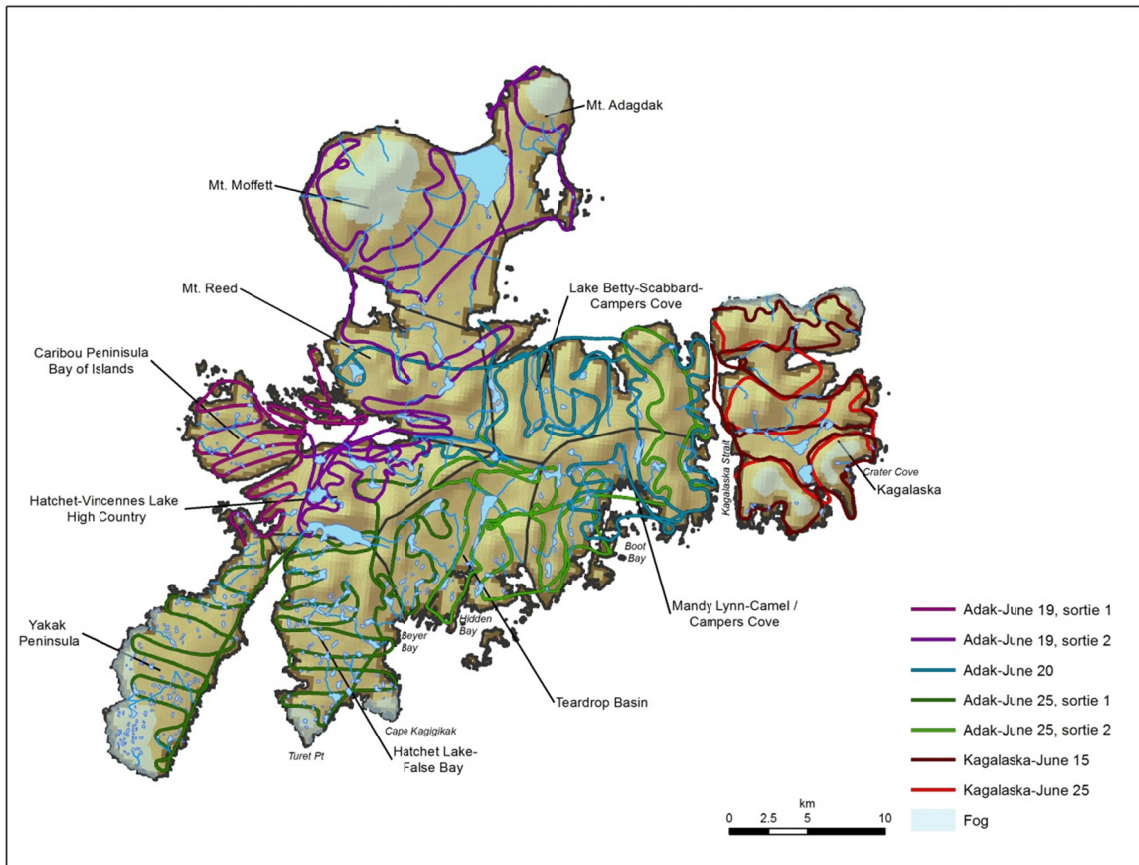 Mt. Adagdak
Mt. Moffett
Mt. Reed
Lake Betty-Scabbard-
Campers Cove
Caribou Peninisula
Bay of Islands
Kagalaska Strait
Crater Cove
Kagalaska
Hatchet-Vincennes Lake
High Country
Boot
Bay
Mandy Lynn-Camel /
Campers Cove
Yakak
Peninsula
Beyer
Bay
Hidden
Bay
Teardrop Basin
Cape Kagigikak
Turet Pt
Hatchet Lake-
False Bay
Adak-June 19, sortie 1
Adak-June 19, sortie 2
Adak-June 20
Adak-June 25, sortie 1
Adak-June 25, sortie 2
Kagalaska-June 15
Kagalaska-June 25
Fog
km
0 2.5 5 10